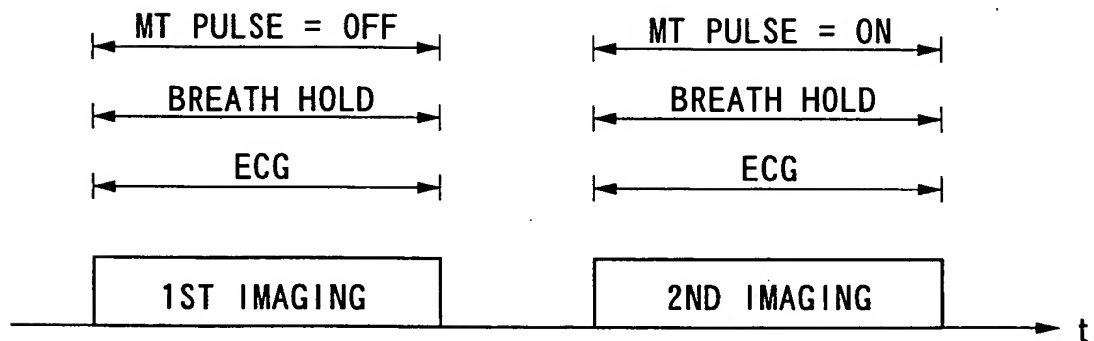 MT PULSE = OFF
MT PULSE = ON
BREATH HOLD
BREATH HOLD
ECG
ECG
1ST IMAGING
2ND IMAGING
t